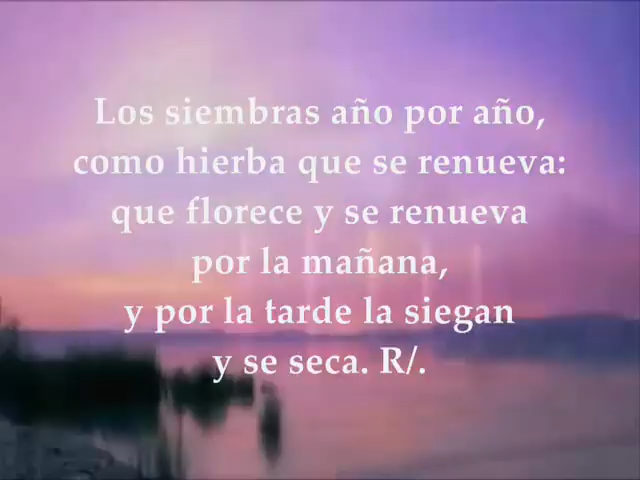 Los siembras año por año,
como hierba que se renueva:
que florece y se renueva
por la mañana,
y por la tarde la siegan
y se seca. R/.